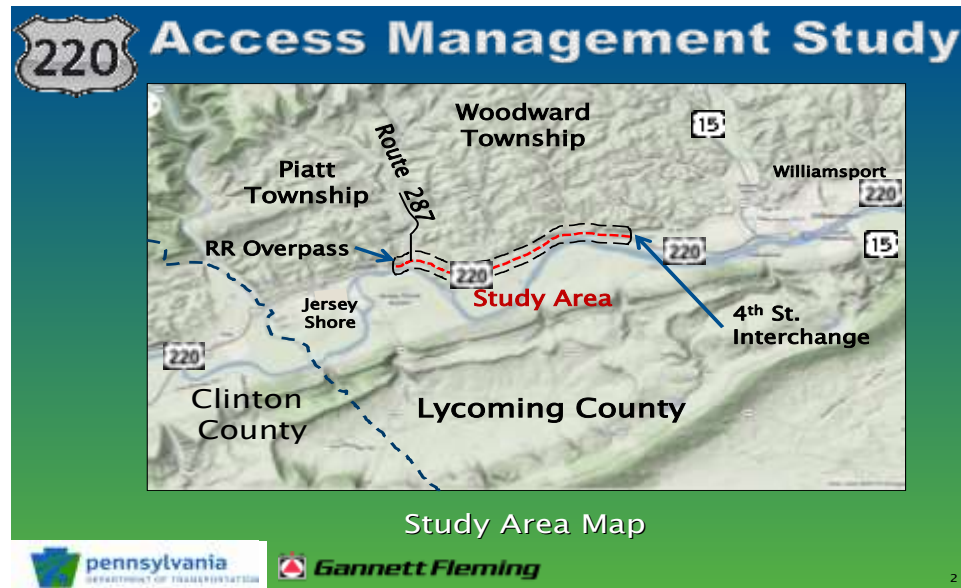 220
Access Management Study
Woodward
Township
15
Route 287
Piatt
Township
Williamsport
220
RR Overpass
220
15
220
Study Area
Jersey
Shore
4th St.
Interchange
220
Clinton
County
Lycoming County
Study Area Map
pennsylvania
DEPARTMENT OF TRANSPORTATION
Gannett Fleming
2